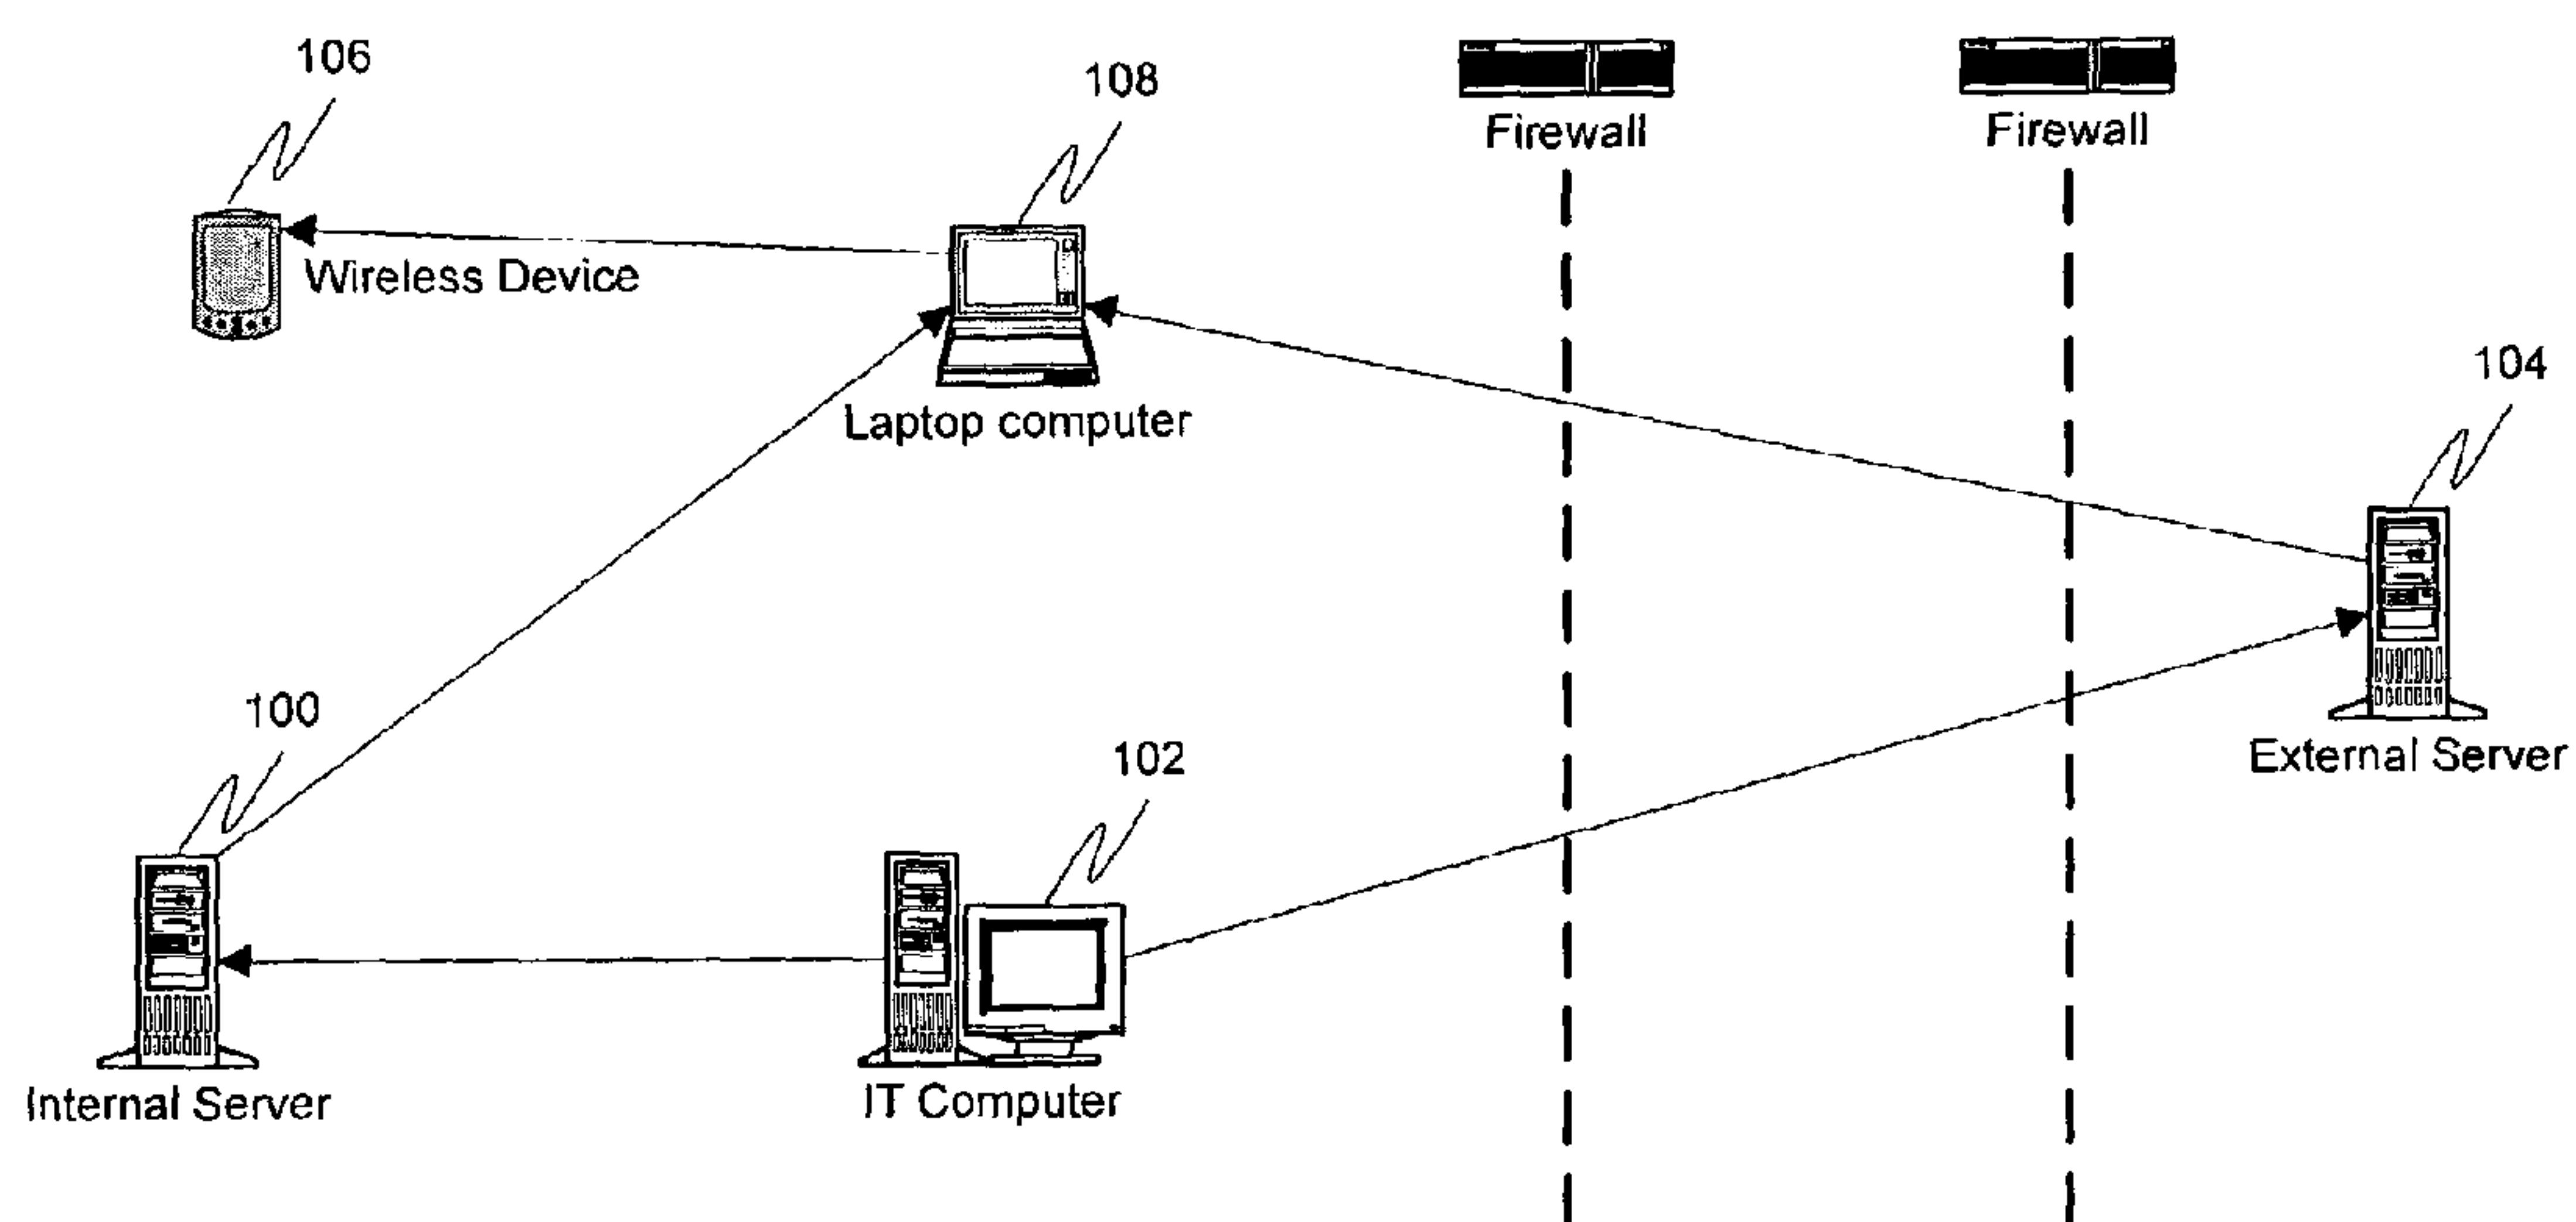 106
108
Firewall
Firewall
Wireless Device
104
Laptop computer
100
102
External Server
Internal Server
IT Computer